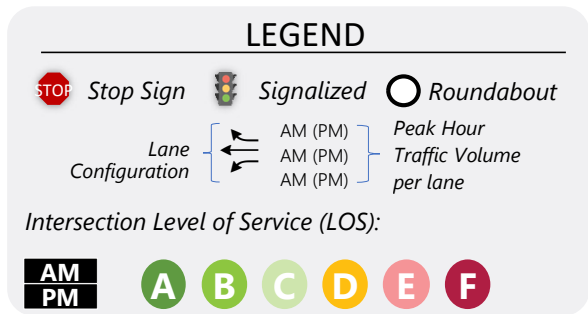 LEGEND
STOP Stop Sign Signalized Roundabout
Lane Configuration
AM (PM)
AM (PM)
AM (PM)
Peak Hour
Traffic Volume
per lane
Intersection Level of Service (LOS):
AM
PM
A B C D E F